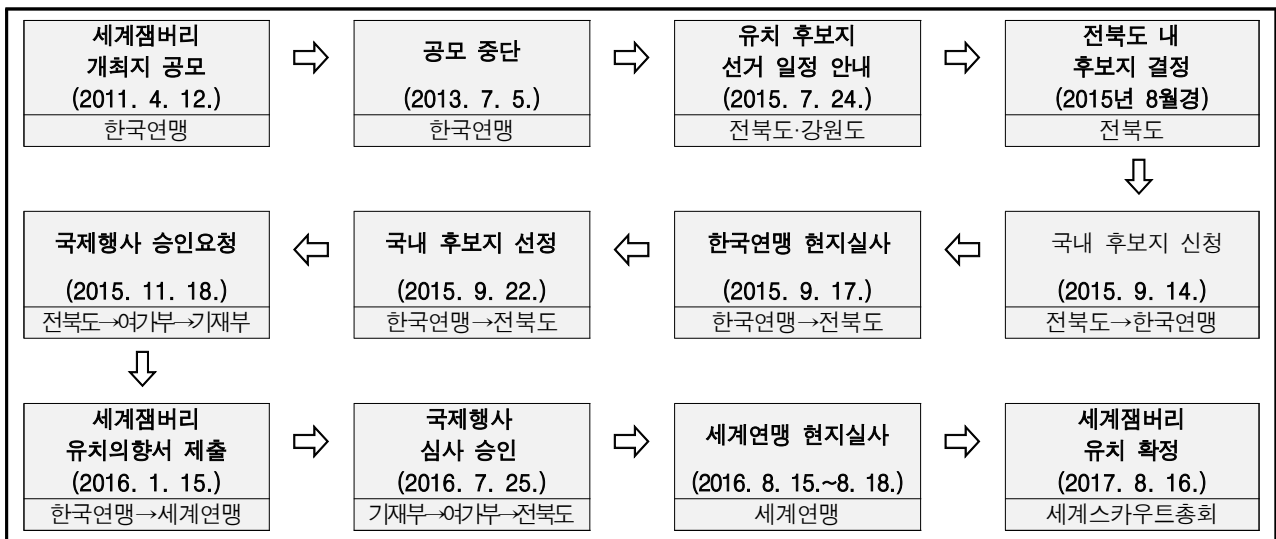 세계잼버리
개최지 공모
(2011. 4. 12.)
한국연맹
공모 중단
(2013. 7. 5.)
한국연맹
유치 후보지
선거 일정 안내
(2015. 7. 24.)
전북도·강원도
전북도 내
후보지 결정
(2015년 8월경)
전북도
국내 후보지 신청
(2015. 9. 14.)
전북도→한국연맹
한국연맹 현지실사
(2015. 9. 17.)
한국연맹→전북도
국내 후보지 선정
(2015. 9. 22.)
한국연맹→전북도
국제행사 승인요청
(2015. 11. 18.)
전북도→여가부→기재부
세계잼버리
유치의향서 제출
(2016. 1. 15.)
한국연맹→세계연맹
국제행사
심사 승인
(2016. 7. 25.)
기재부→여가부→전북도
세계연맹 현지실사
(2016. 8. 15.~8. 18.)
세계연맹
세계잼버리
유치 확정
(2017. 8. 16.)
세계스카우트총회